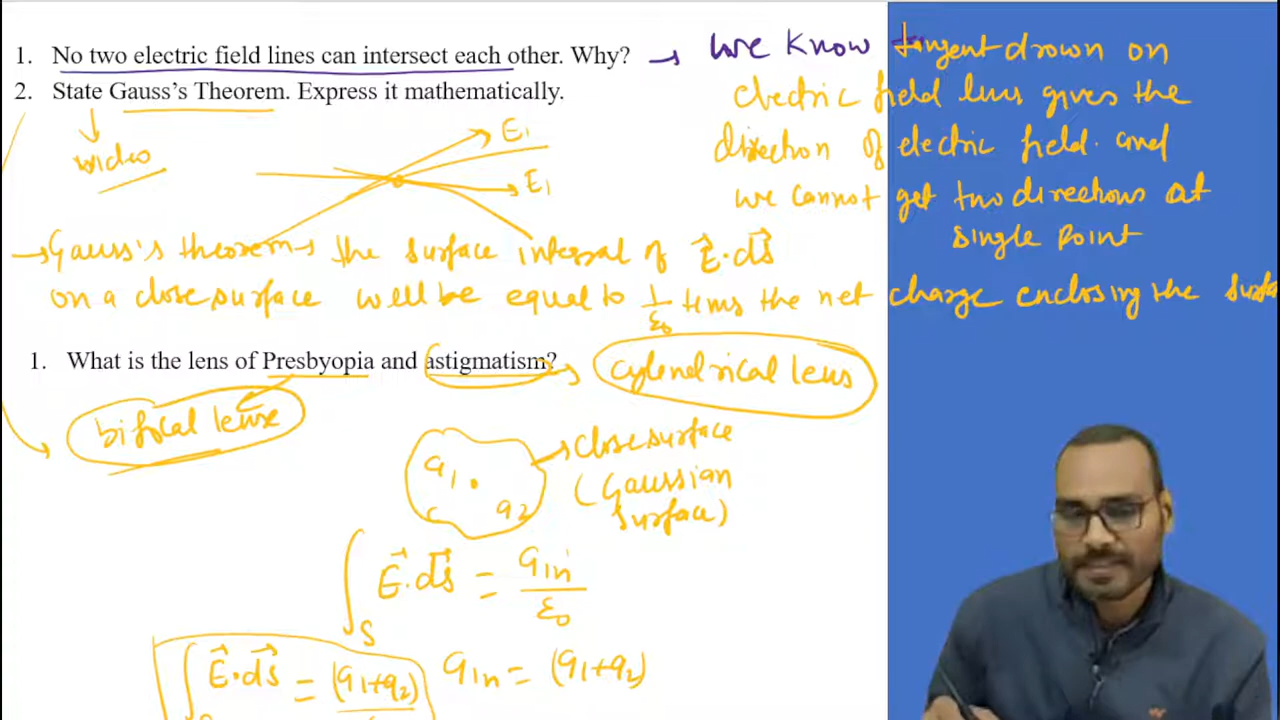 1. No two electric field lines can intersect each other. Why? → We know tangent drown on
2. State Gauss's Theorem. Express it mathematically.
electric field lines gives the
direction of electric field. and
we cannot get two directions at
single point
video
E₁
E₁
→ Gauss's theorem → the surface integral of E⃗.dS⃗
on a close surface will be equal to 1/ε₀ tems the net charge enclosing the
1. What is the lens of Presbyopia and astigmatism? → cylendrical lens
bifocal
→ close surface
(Gaussian
surface)
q₁
q₂
∫S E⃗.dS⃗ = qin/ε₀
∫ E⃗.dS⃗ = (q₁+q₂) qin = (q₁+q₂)